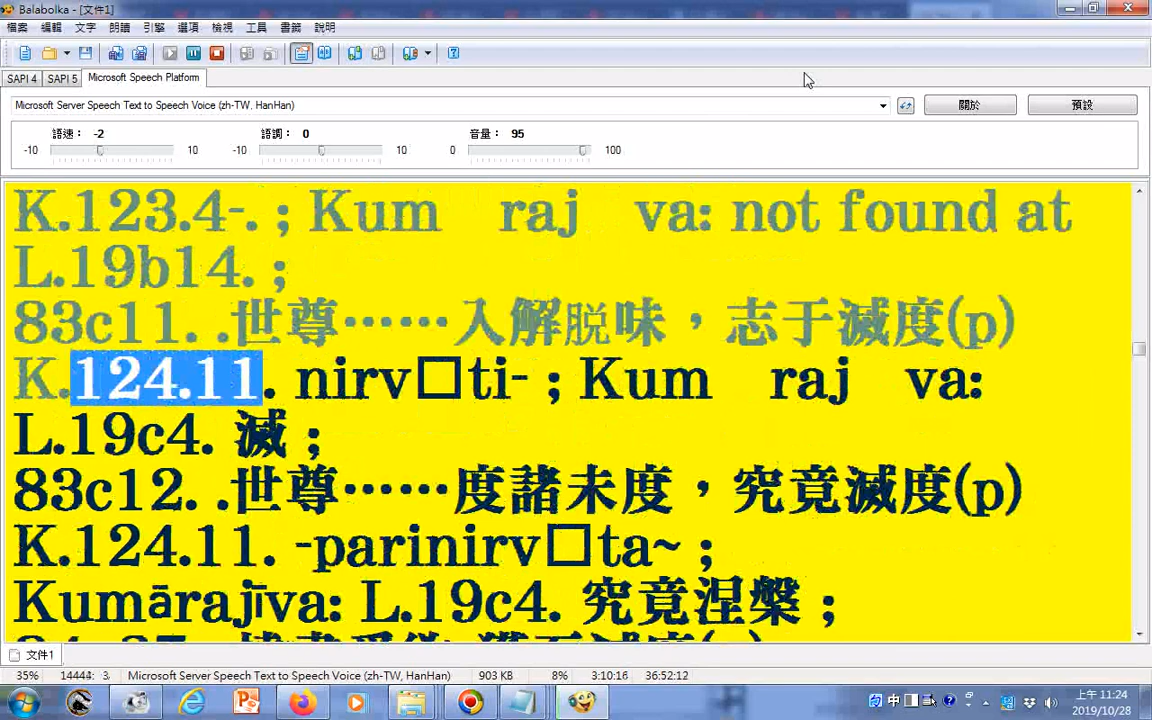 Balabolka - [文件1]
檔案 編輯 文字 朗讀 引擎 選項 檢視 工具 書籤 說明
SAPI 4 SAPI 5 Microsoft Speech Platform
Microsoft Server Speech Text to Speech Voice (zh-TW, HanHan) 關於 預設
語速： -2 語調： 0 音量： 95
-10 10 -10 10 0 100
K.123.4-. ; Kum raj va: not found at
L.19b14. ;
83c11. .世尊……入解脱味，志于滅度(p)
K.124.11. nirv□ti- ; Kum raj va:
L.19c4. 滅 ;
83c12. .世尊……度諸未度，究竟滅度(p)
K.124.11. -parinirv□ta~ ;
Kumārajīva: L.19c4. 究竟涅槃 ;
文件1
35% 14444: Microsoft Server Speech Text to Speech Voice (zh-TW, HanHan) 903 KB 8% 3:10:16 36:52:12
中 上午 11:24
2019/10/28